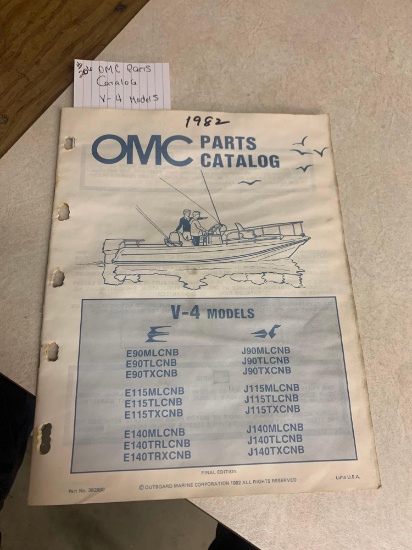 OMC Parts
Catalog
V-4 Models
1982
OMC PARTS
CATALOG
V-4 MODELS
E90MLCNB J90MLCNB
E90TLCNB J90TLCNB
E90TXCNB J90TXCNB
E115MLCNB J115MLCNB
E115TLCNB J115TLCNB
E115TXCNB J115TXCNB
E140MLCNB J140MLCNB
E140TRLCNB J140TLCNB
E140TRXCNB J140TXCNB
FINAL EDITION
Part No. © OUTBOARD MARINE CORPORATION 1982 ALL RIGHTS RESERVED Litho U.S.A.